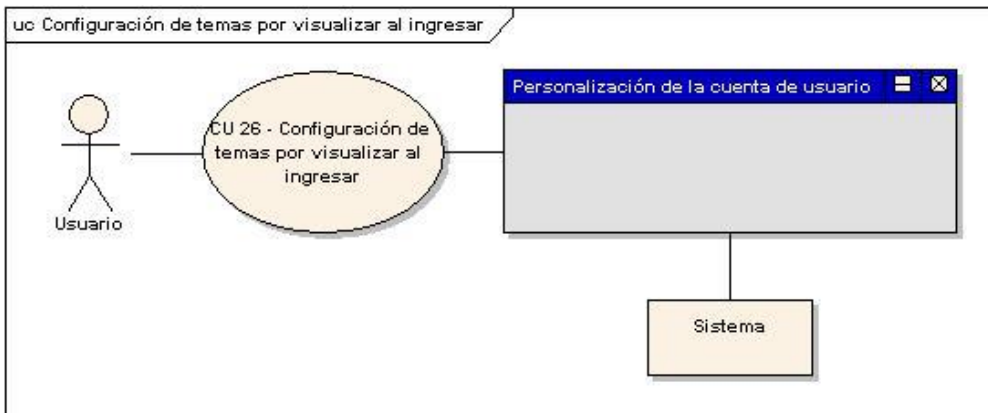 uc Configuración de temas por visualizar al ingresar
Personalización de la cuenta de usuario
CU 26 - Configuración de
temas por visualizar al
ingresar
Usuario
Sistema